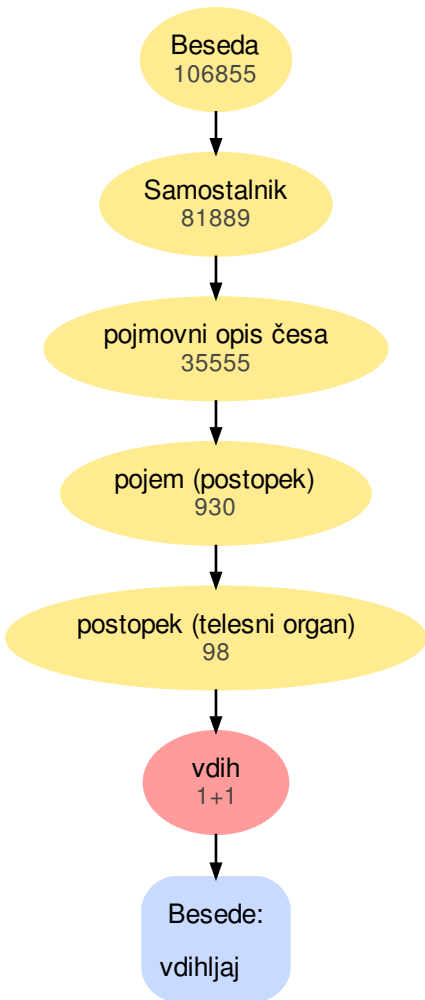 Beseda
106855
Samostalnik
81889
pojmovni opis česa
35555
pojem (postopek)
930
postopek (telesni organ)
98
vdih
1+1
Besede:
vdihljaj